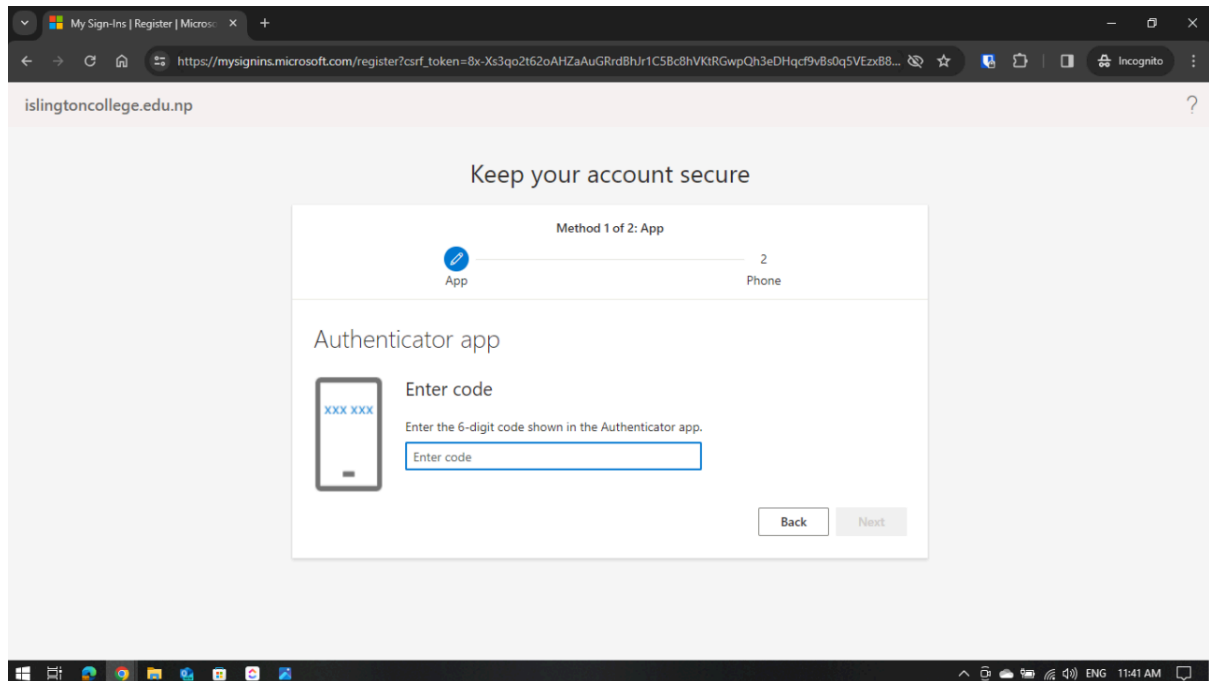 My Sign-Ins | Register | Micros
https://mysignins.microsoft.com/register?csrf_token=8x-Xs3qo2t62oAHZaAuGRrdBhJr1C5Bc8hVKtRGwpQh3eDHqcf9vBs0q5VEzxB8...
Incognito
islingtoncollege.edu.np
?
Keep your account secure
Method 1 of 2: App
2
App
Phone
Authenticator app
Enter code
XXX XXX
Enter the 6-digit code shown in the Authenticator app.
Enter code
Back
Next
ENG
11:41 AM